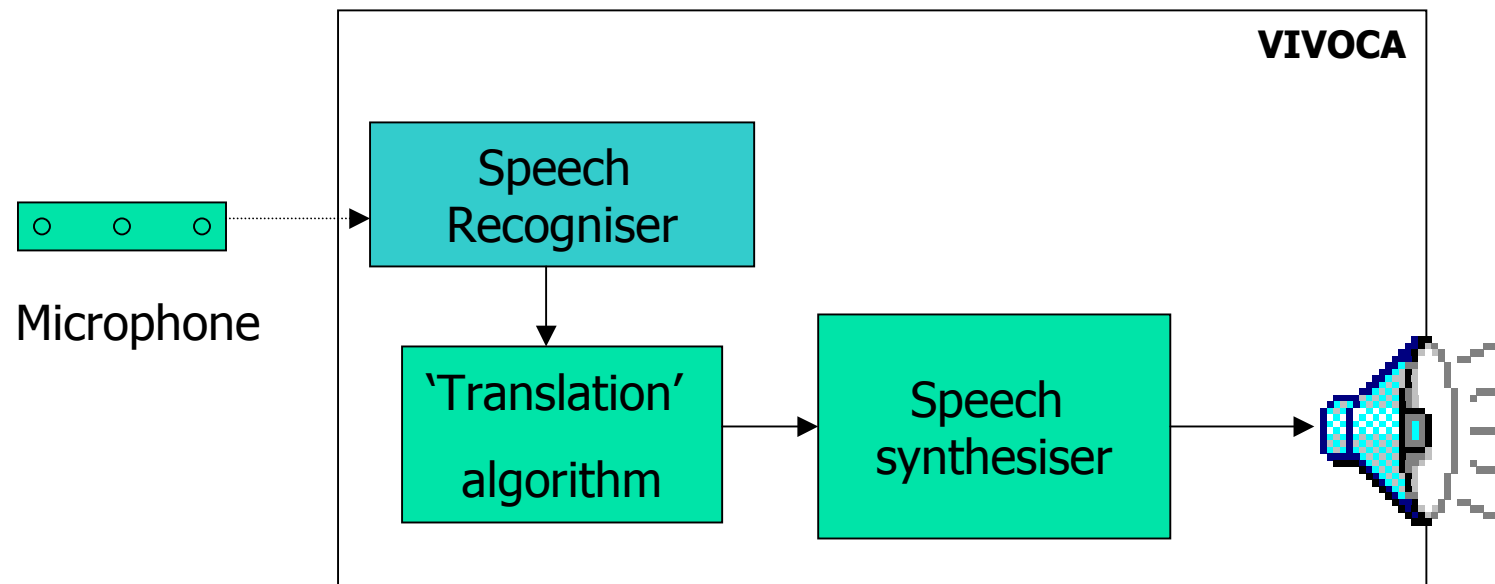 VIVOCA
Speech
Recogniser
Microphone
‘Translation’
algorithm
Speech
synthesiser